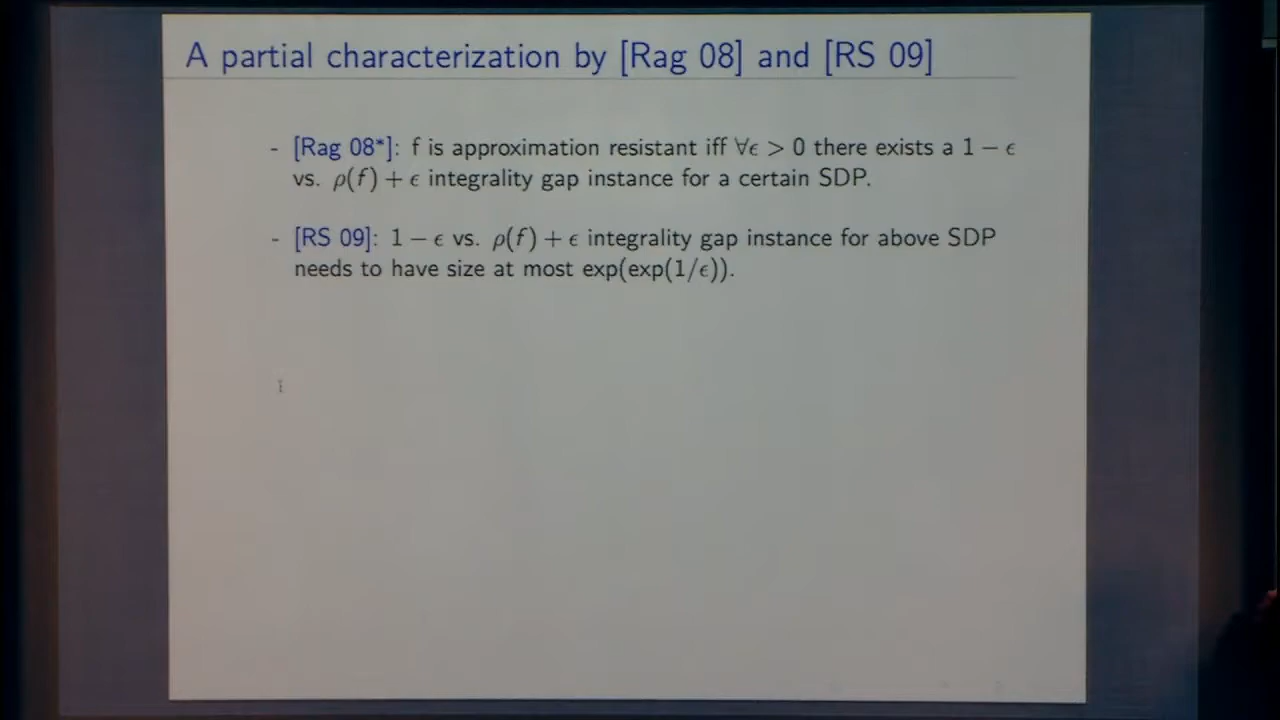 A partial characterization by [Rag 08] and [RS 09]
- [Rag 08*]: f is approximation resistant iff ∀ϵ > 0 there exists a 1 − ϵ
vs. ρ(f) + ϵ integrality gap instance for a certain SDP.
- [RS 09]: 1 − ϵ vs. ρ(f) + ϵ integrality gap instance for above SDP
needs to have size at most exp(exp(1/ϵ)).